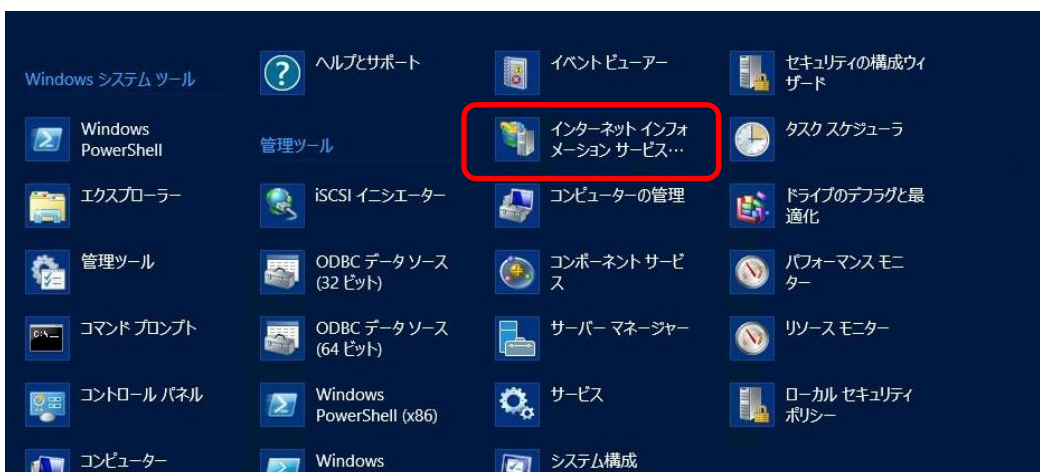 Windows システム ツール
Windows
PowerShell
エクスプローラー
管理ツール
コマンド プロンプト
コントロール パネル
コンピューター
ヘルプとサポート
管理ツール
iSCSI イニシエーター
ODBC データ ソース
(32 ビット)
ODBC データ ソース
(64 ビット)
Windows
PowerShell (x86)
Windows
イベント ビューアー
インターネット インフォ
メーション サービス…
コンピューターの管理
コンポーネント サービ
ス
サーバー マネージャー
サービス
システム構成
セキュリティの構成ウィ
ザード
タスク スケジューラ
ドライブのデフラグと最
適化
パフォーマンス モニ
ター
リソース モニター
ローカル セキュリティ
ポリシー